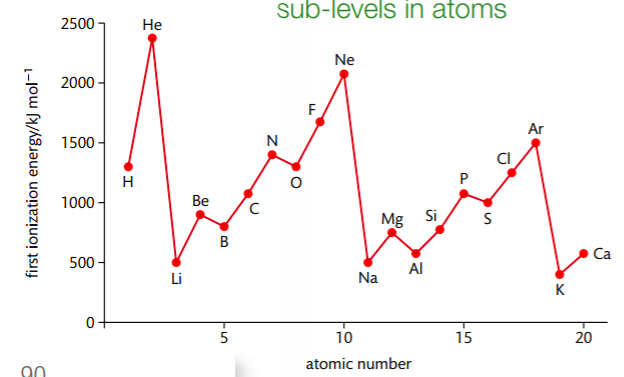 sub-levels in atoms
first ionization energy/kJ mol⁻¹
2500
2000
1500
1000
500
0
H
He
Li
Be
B
C
N
O
F
Ne
Na
Mg
Al
Si
P
S
Cl
Ar
K
Ca
5
10
15
20
atomic number
90